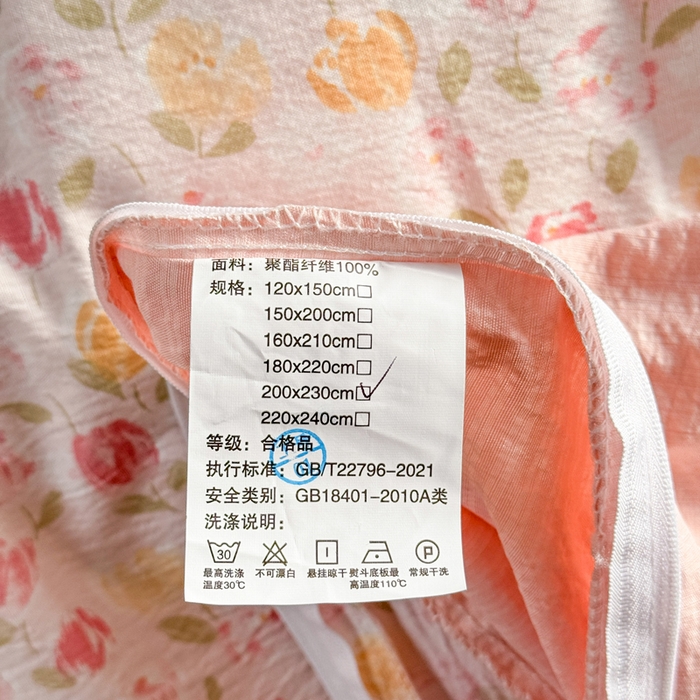 面料：聚酯纤维100%
规格：120x150cm□
150x200cm□
160x210cm□
180x220cm□
200x230cm☑
220x240cm□
等级：合格品
执行标准：GB/T22796-2021
安全类别：GB18401-2010A类
洗涤说明：
30 P
最高洗涤 不可漂白 悬挂晾干 熨斗底板最 常规干洗
温度30℃ 高温度110℃